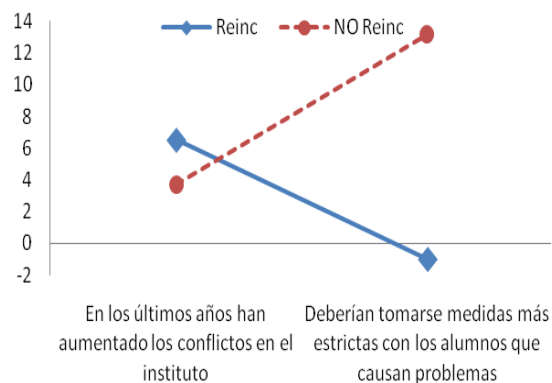 Reinc NO Reinc
14
12
10
8
6
4
2
0
-2
En los últimos años han
aumentado los conflictos en el
instituto
Deberían tomarse medidas más
estrictas con los alumnos que
causan problemas